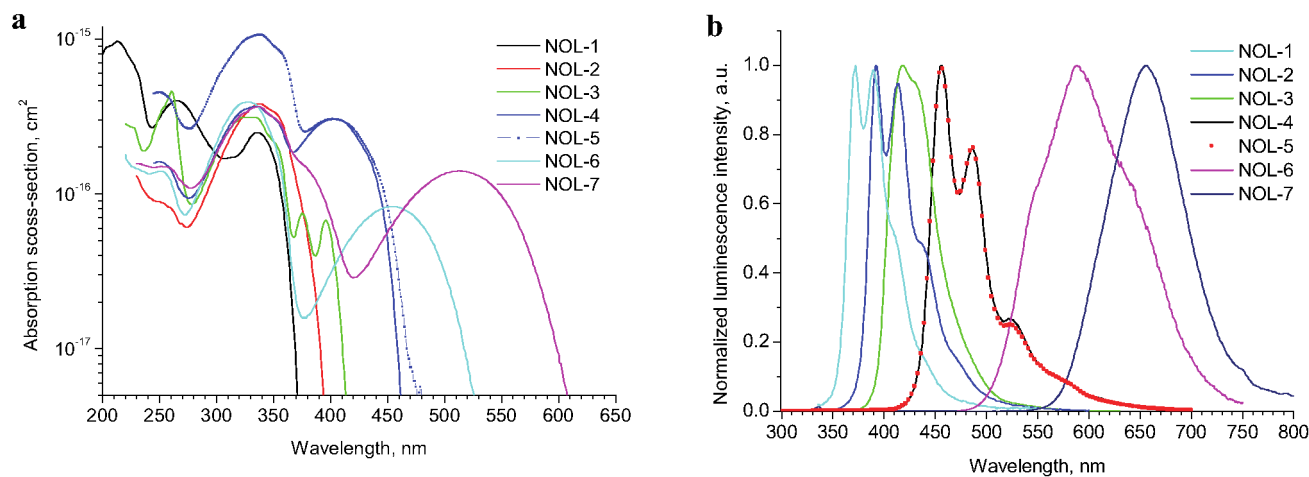 a
Absorption scoss-section, cm²
10⁻¹⁵
10⁻¹⁶
10⁻¹⁷
NOL-1
NOL-2
NOL-3
NOL-4
NOL-5
NOL-6
NOL-7
200 250 300 350 400 450 500 550 600 650
Wavelength, nm
b
Normalized luminescence intensity, a.u.
1.0
0.8
0.6
0.4
0.2
0.0
NOL-1
NOL-2
NOL-3
NOL-4
NOL-5
NOL-6
NOL-7
300 350 400 450 500 550 600 650 700 750 800
Wavelength, nm